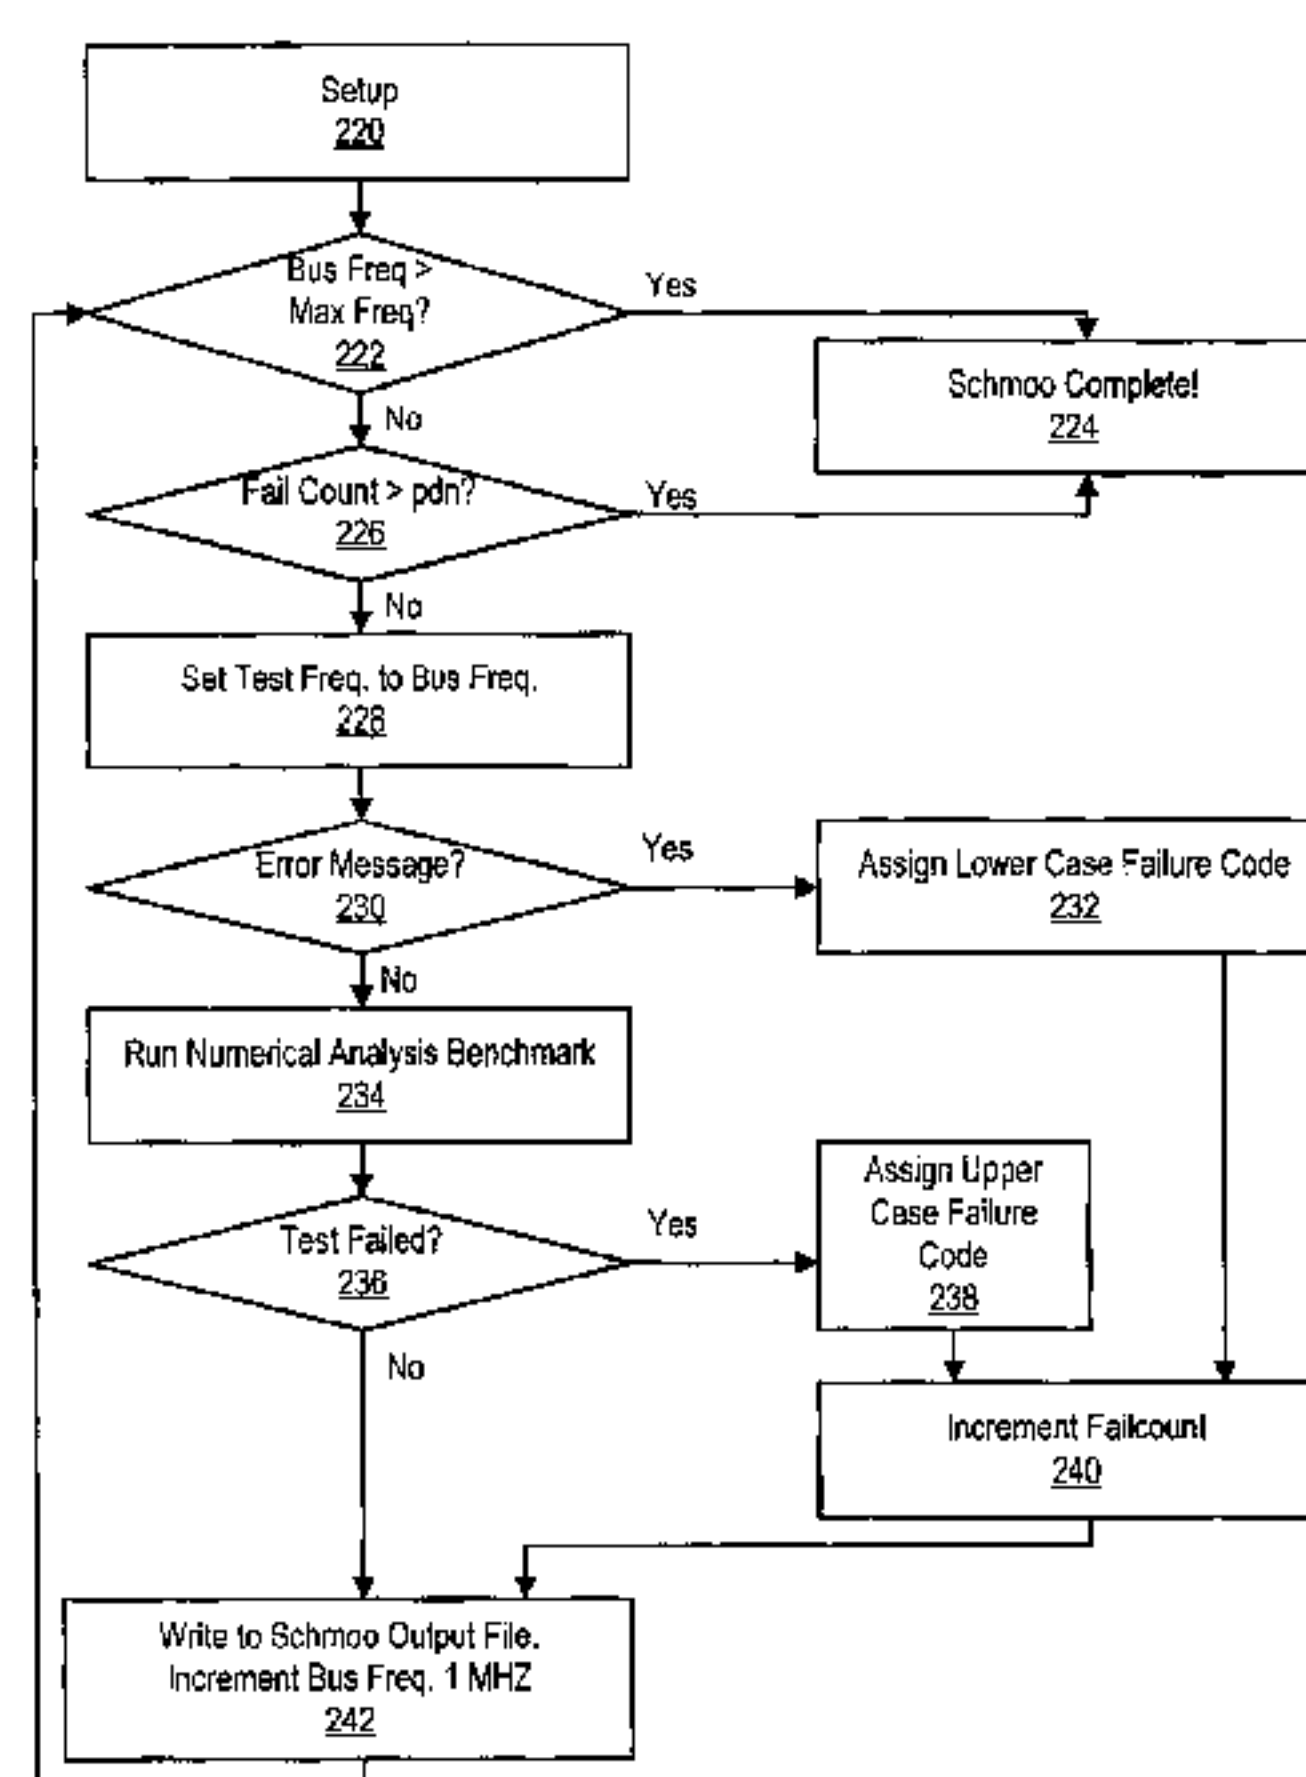 Setup
220
Bus Freq >
Max Freq?
222
Yes
Schmoo Complete!
224
No
Fail Count > pdn?
226
Yes
No
Set Test Freq. to Bus Freq.
228
Error Message?
230
Yes
Assign Lower Case Failure Code
232
No
Run Numerical Analysis Benchmark
234
Test Failed?
236
Yes
Assign Upper
Case Failure
Code
238
No
Increment Failcount
240
Write to Schmoo Output File.
Increment Bus Freq. 1 MHZ
242